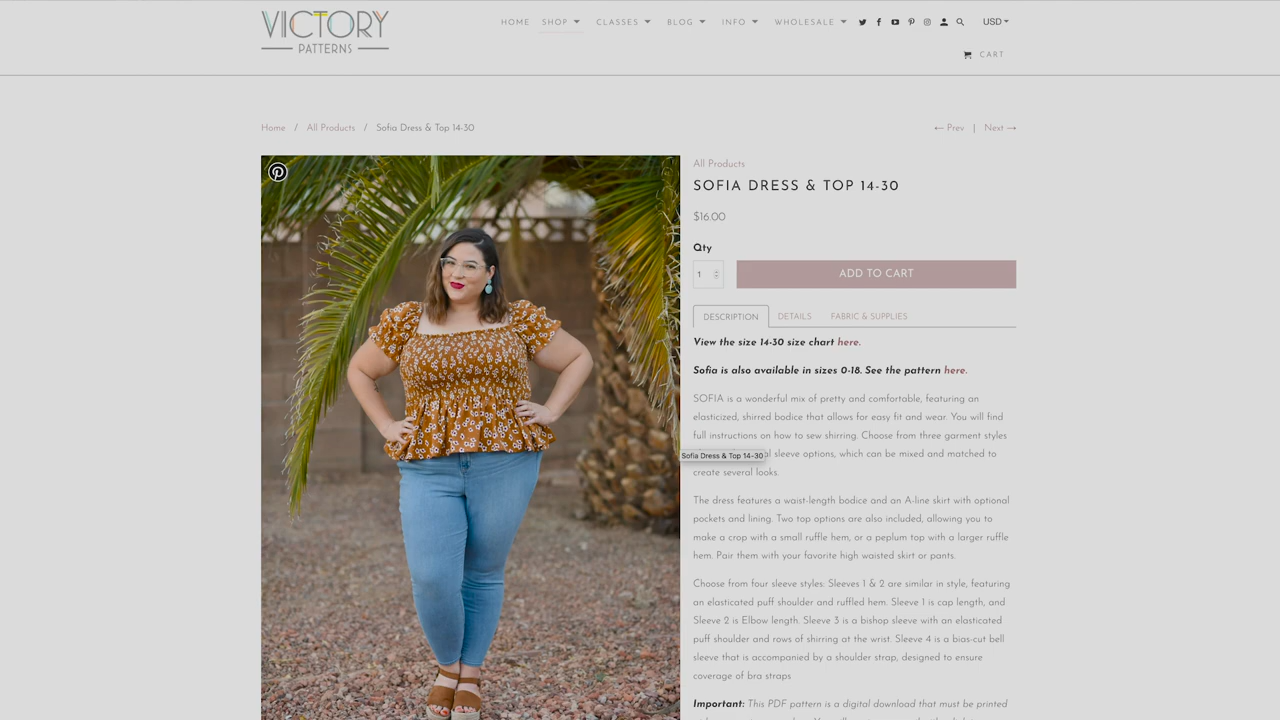 VICTORY
PATTERNS
HOME SHOP CLASSES BLOG INFO WHOLESALE USD
CART
Home / All Products / Sofia Dress & Top 14-30
← Prev | Next →
All Products
SOFIA DRESS & TOP 14-30
$16.00
Qty
1
ADD TO CART
DESCRIPTION DETAILS FABRIC & SUPPLIES
View the size 14-30 size chart here.
Sofia is also available in sizes 0-18. See the pattern here.
SOFIA is a wonderful mix of pretty and comfortable, featuring an
elasticized, shirred bodice that allows for easy fit and wear. You will find
full instructions on how to sew shirring. Choose from three garment styles
Sofia Dress & Top 14-30
al sleeve options, which can be mixed and matched to
create several looks.
The dress features a waist-length bodice and an A-line skirt with optional
pockets and lining. Two top options are also included, allowing you to
make a crop with a small ruffle hem, or a peplum top with a larger ruffle
hem. Pair them with your favorite high waisted skirt or pants.
Choose from four sleeve styles: Sleeves 1 & 2 are similar in style, featuring
an elasticated puff shoulder and ruffled hem. Sleeve 1 is cap length, and
Sleeve 2 is Elbow length. Sleeve 3 is a bishop sleeve with an elasticated
puff shoulder and rows of shirring at the wrist. Sleeve 4 is a bias-cut bell
sleeve that is accompanied by a shoulder strap, designed to ensure
coverage of bra straps
Important: This PDF pattern is a digital download that must be printed